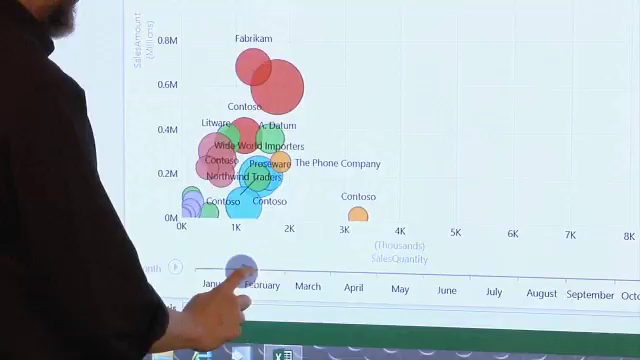 SalesAmount
(Millions)
0.8M
0.6M
0.4M
0.2M
0M
Fabrikam
Contoso
Litware
A. Datum
Wide World Importers
Contoso
Proseware
The Phone Company
Northwind Traders
Contoso
Contoso
Contoso
0K
1K
2K
3K
4K
5K
6K
7K
8K
(Thousands)
SalesQuantity
February
March
April
May
June
July
August
September